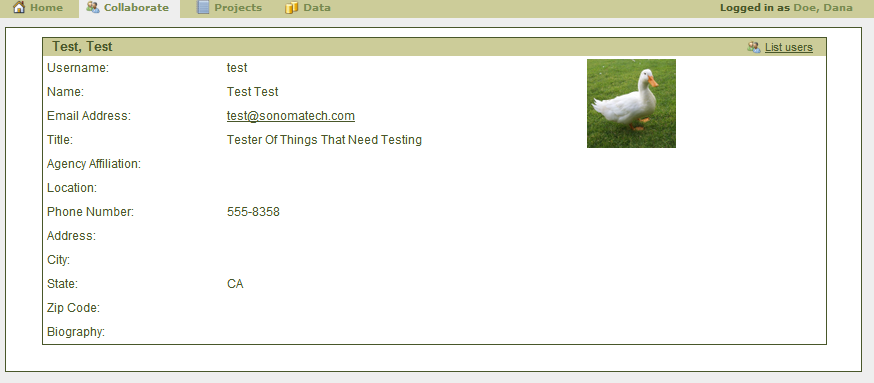 Home Collaborate Projects Data Logged in as Doe, Dana
Test, Test List users
Username: test
Name: Test Test
Email Address: test@sonomatech.com
Title: Tester Of Things That Need Testing
Agency Affiliation:
Location:
Phone Number: 555-8358
Address:
City:
State: CA
Zip Code:
Biography: